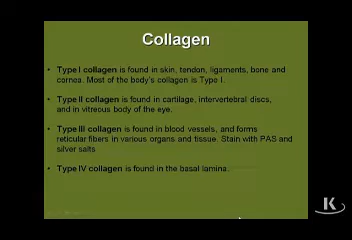 Collagen
• Type I collagen is found in skin, tendon, ligaments, bone and
cornea. Most of the body's collagen is Type I.
• Type II collagen is found in cartilage, intervertebral discs,
and in vitreous body of the eye.
• Type III collagen is found in blood vessels, and forms
reticular fibers in various organs and tissue. Stain with PAS and
silver salts
• Type IV collagen is found in the basal lamina.
K